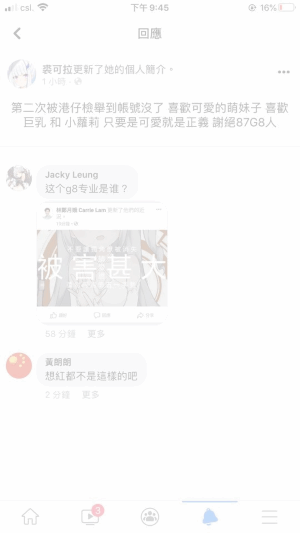 csl.
下午 9:45
16%
回應
裘可拉更新了她的個人簡介。
1 小時
第二次被港仔檢舉到帳號沒了 喜歡可愛的萌妹子 喜歡
巨乳 和 小蘿莉 只要是可愛就是正義 謝絕87G8人
Jacky Leung
这个g8专业是谁？
Carrie Lam
被害甚大
56 分鐘 更多
黃朗朗
想紅都不是這樣的吧
2 分鐘 更多
3